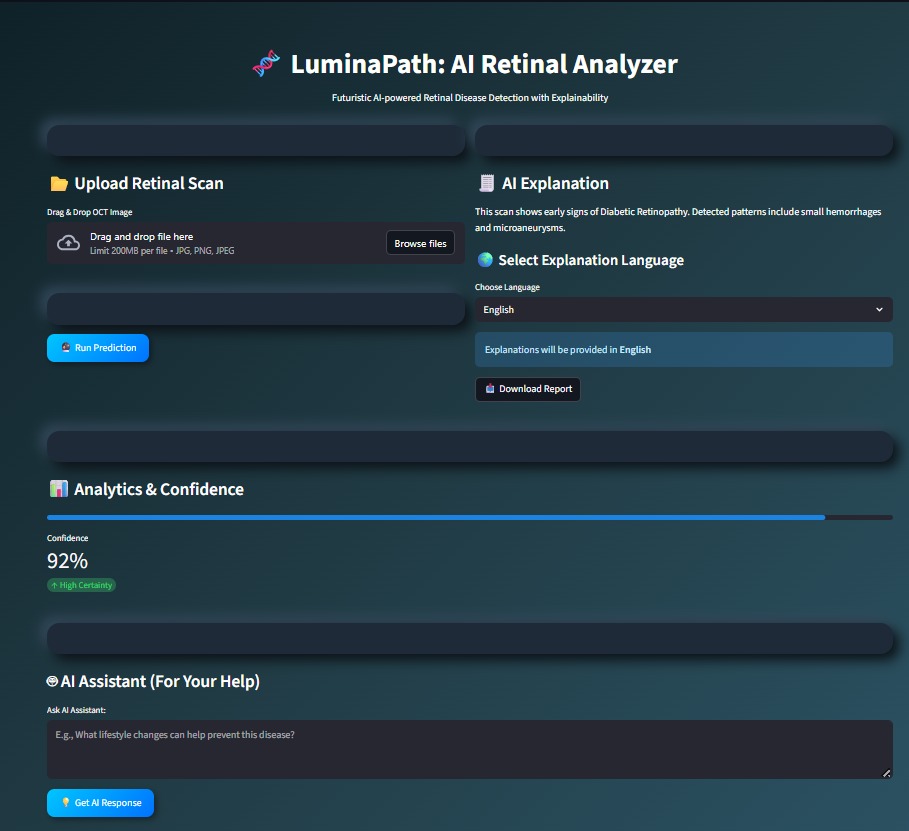 LuminaPath: AI Retinal Analyzer
Futuristic AI-powered Retinal Disease Detection with Explainability
Upload Retinal Scan
Drag & Drop OCT Image
Drag and drop file here
Limit 200MB per file • JPG, PNG, JPEG
Browse files
Run Prediction
AI Explanation
This scan shows early signs of Diabetic Retinopathy. Detected patterns include small hemorrhages
and microaneurysms.
Select Explanation Language
Choose Language
English
Explanations will be provided in English
Download Report
Analytics & Confidence
Confidence
92%
↑ High Certainty
AI Assistant (For Your Help)
Ask AI Assistant:
E.g., What lifestyle changes can help prevent this disease?
Get AI Response